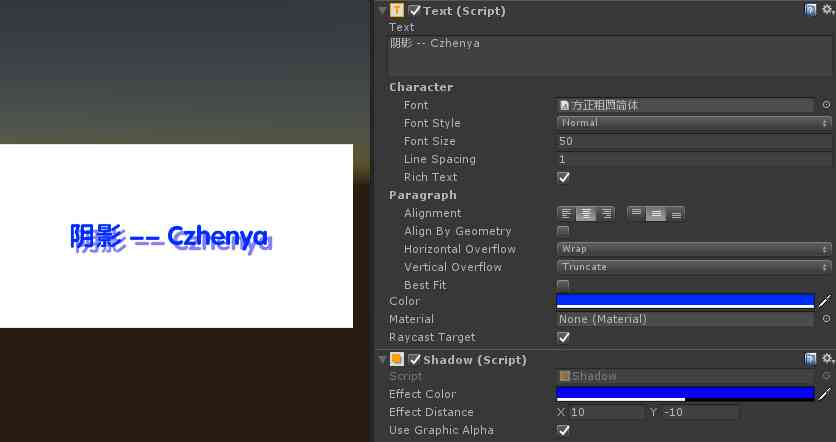 阴影 -- Czhenya
Text (Script)
Text
阴影 -- Czhenya
Character
Font 方正粗圆简体
Font Style Normal
Font Size 50
Line Spacing 1
Rich Text
Paragraph
Alignment
Align By Geometry
Horizontal Overflow Wrap
Vertical Overflow Truncate
Best Fit
Color
Material None (Material)
Raycast Target
Shadow (Script)
Script Shadow
Effect Color
Effect Distance X 10 Y -10
Use Graphic Alpha